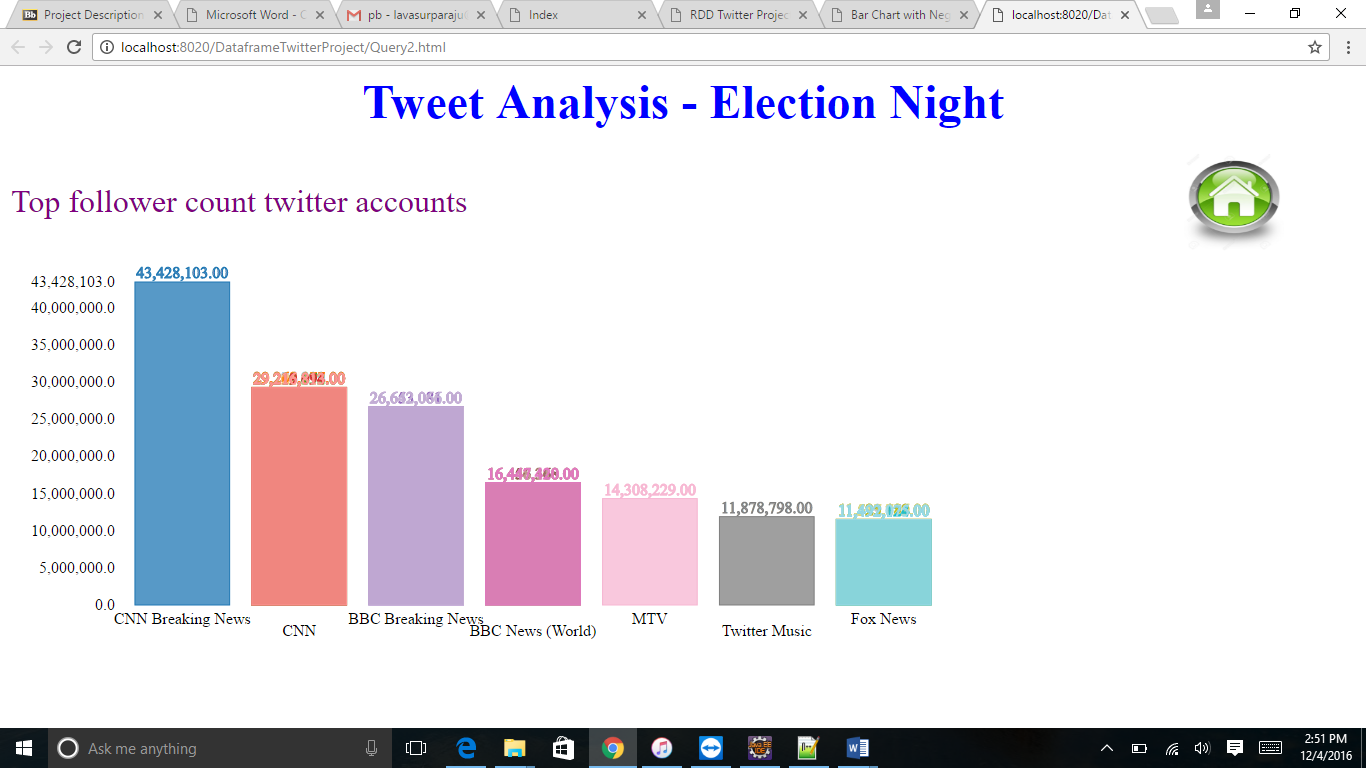 Project Description
Microsoft Word - C
pb - lavasurparaju
Index
RDD Twitter Projec
Bar Chart with Neg
localhost:8020/Dat
localhost:8020/DataframeTwitterProject/Query2.html
Tweet Analysis - Election Night
Top follower count twitter accounts
43,428,103.00
43,428,103.0
40,000,000.0
35,000,000.0
30,000,000.0
25,000,000.0
20,000,000.0
15,000,000.0
10,000,000.0
5,000,000.0
0.0
14,308,229.00
11,878,798.00
CNN Breaking News
CNN
BBC Breaking News
BBC News (World)
MTV
Twitter Music
Fox News
Ask me anything
2:51 PM
12/4/2016